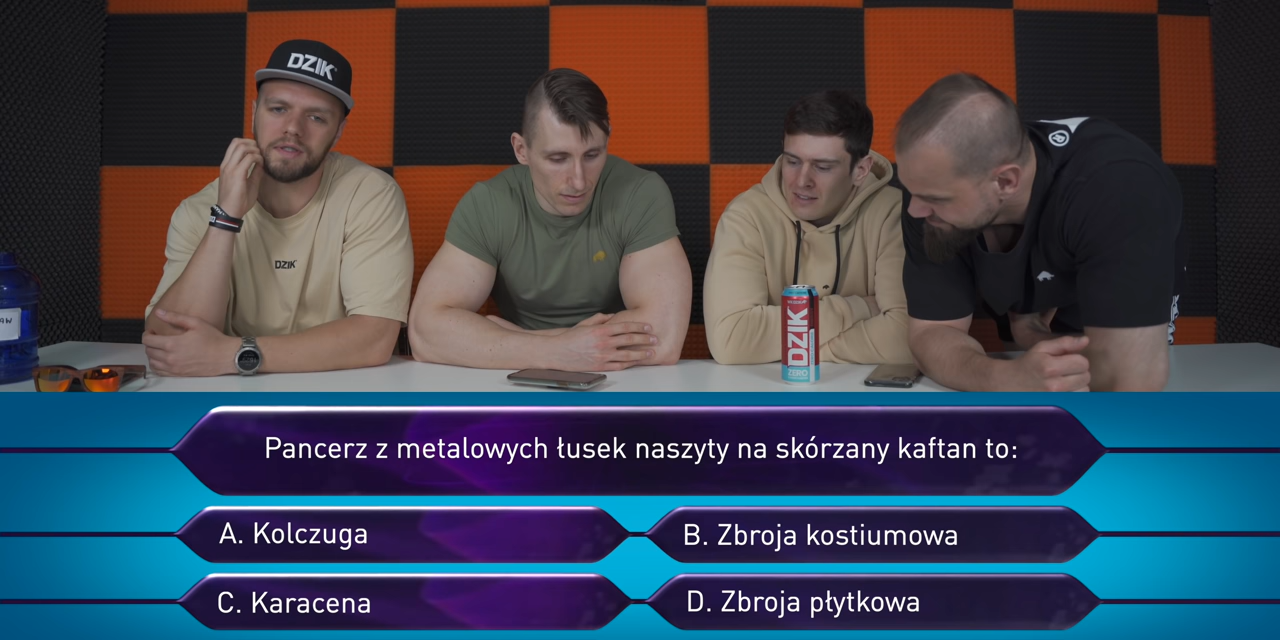 DZIK
DZIK
DZIK
ZERO
Pancerz z metalowych łusek naszyty na skórzany kaftan to:
A. Kolczuga
B. Zbroja kostiumowa
C. Karacena
D. Zbroja płytkowa